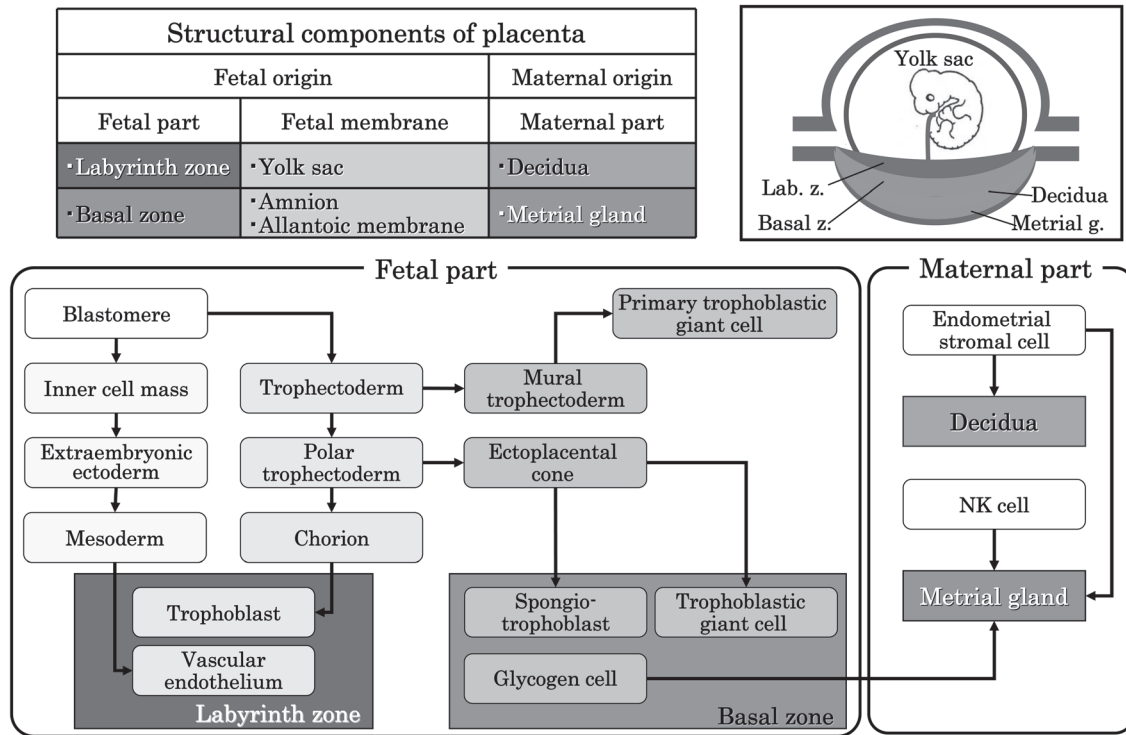 Structural components of placenta
Fetal origin
Maternal origin
Fetal part
Fetal membrane
Maternal part
・Labyrinth zone
・Yolk sac
・Decidua
・Basal zone
・Amnion
・Allantoic membrane
・Metrial gland
Yolk sac
Lab. z.
Basal z.
Decidua
Metrial g.
Fetal part
Blastomere
Inner cell mass
Extraembryonic
ectoderm
Mesoderm
Trophectoderm
Polar
trophectoderm
Chorion
Primary trophoblastic
giant cell
Mural
trophectoderm
Ectoplacental
cone
Trophoblast
Vascular
endothelium
Labyrinth zone
Spongio-
trophoblast
Trophoblastic
giant cell
Glycogen cell
Basal zone
Maternal part
Endometrial
stromal cell
Decidua
NK cell
Metrial gland